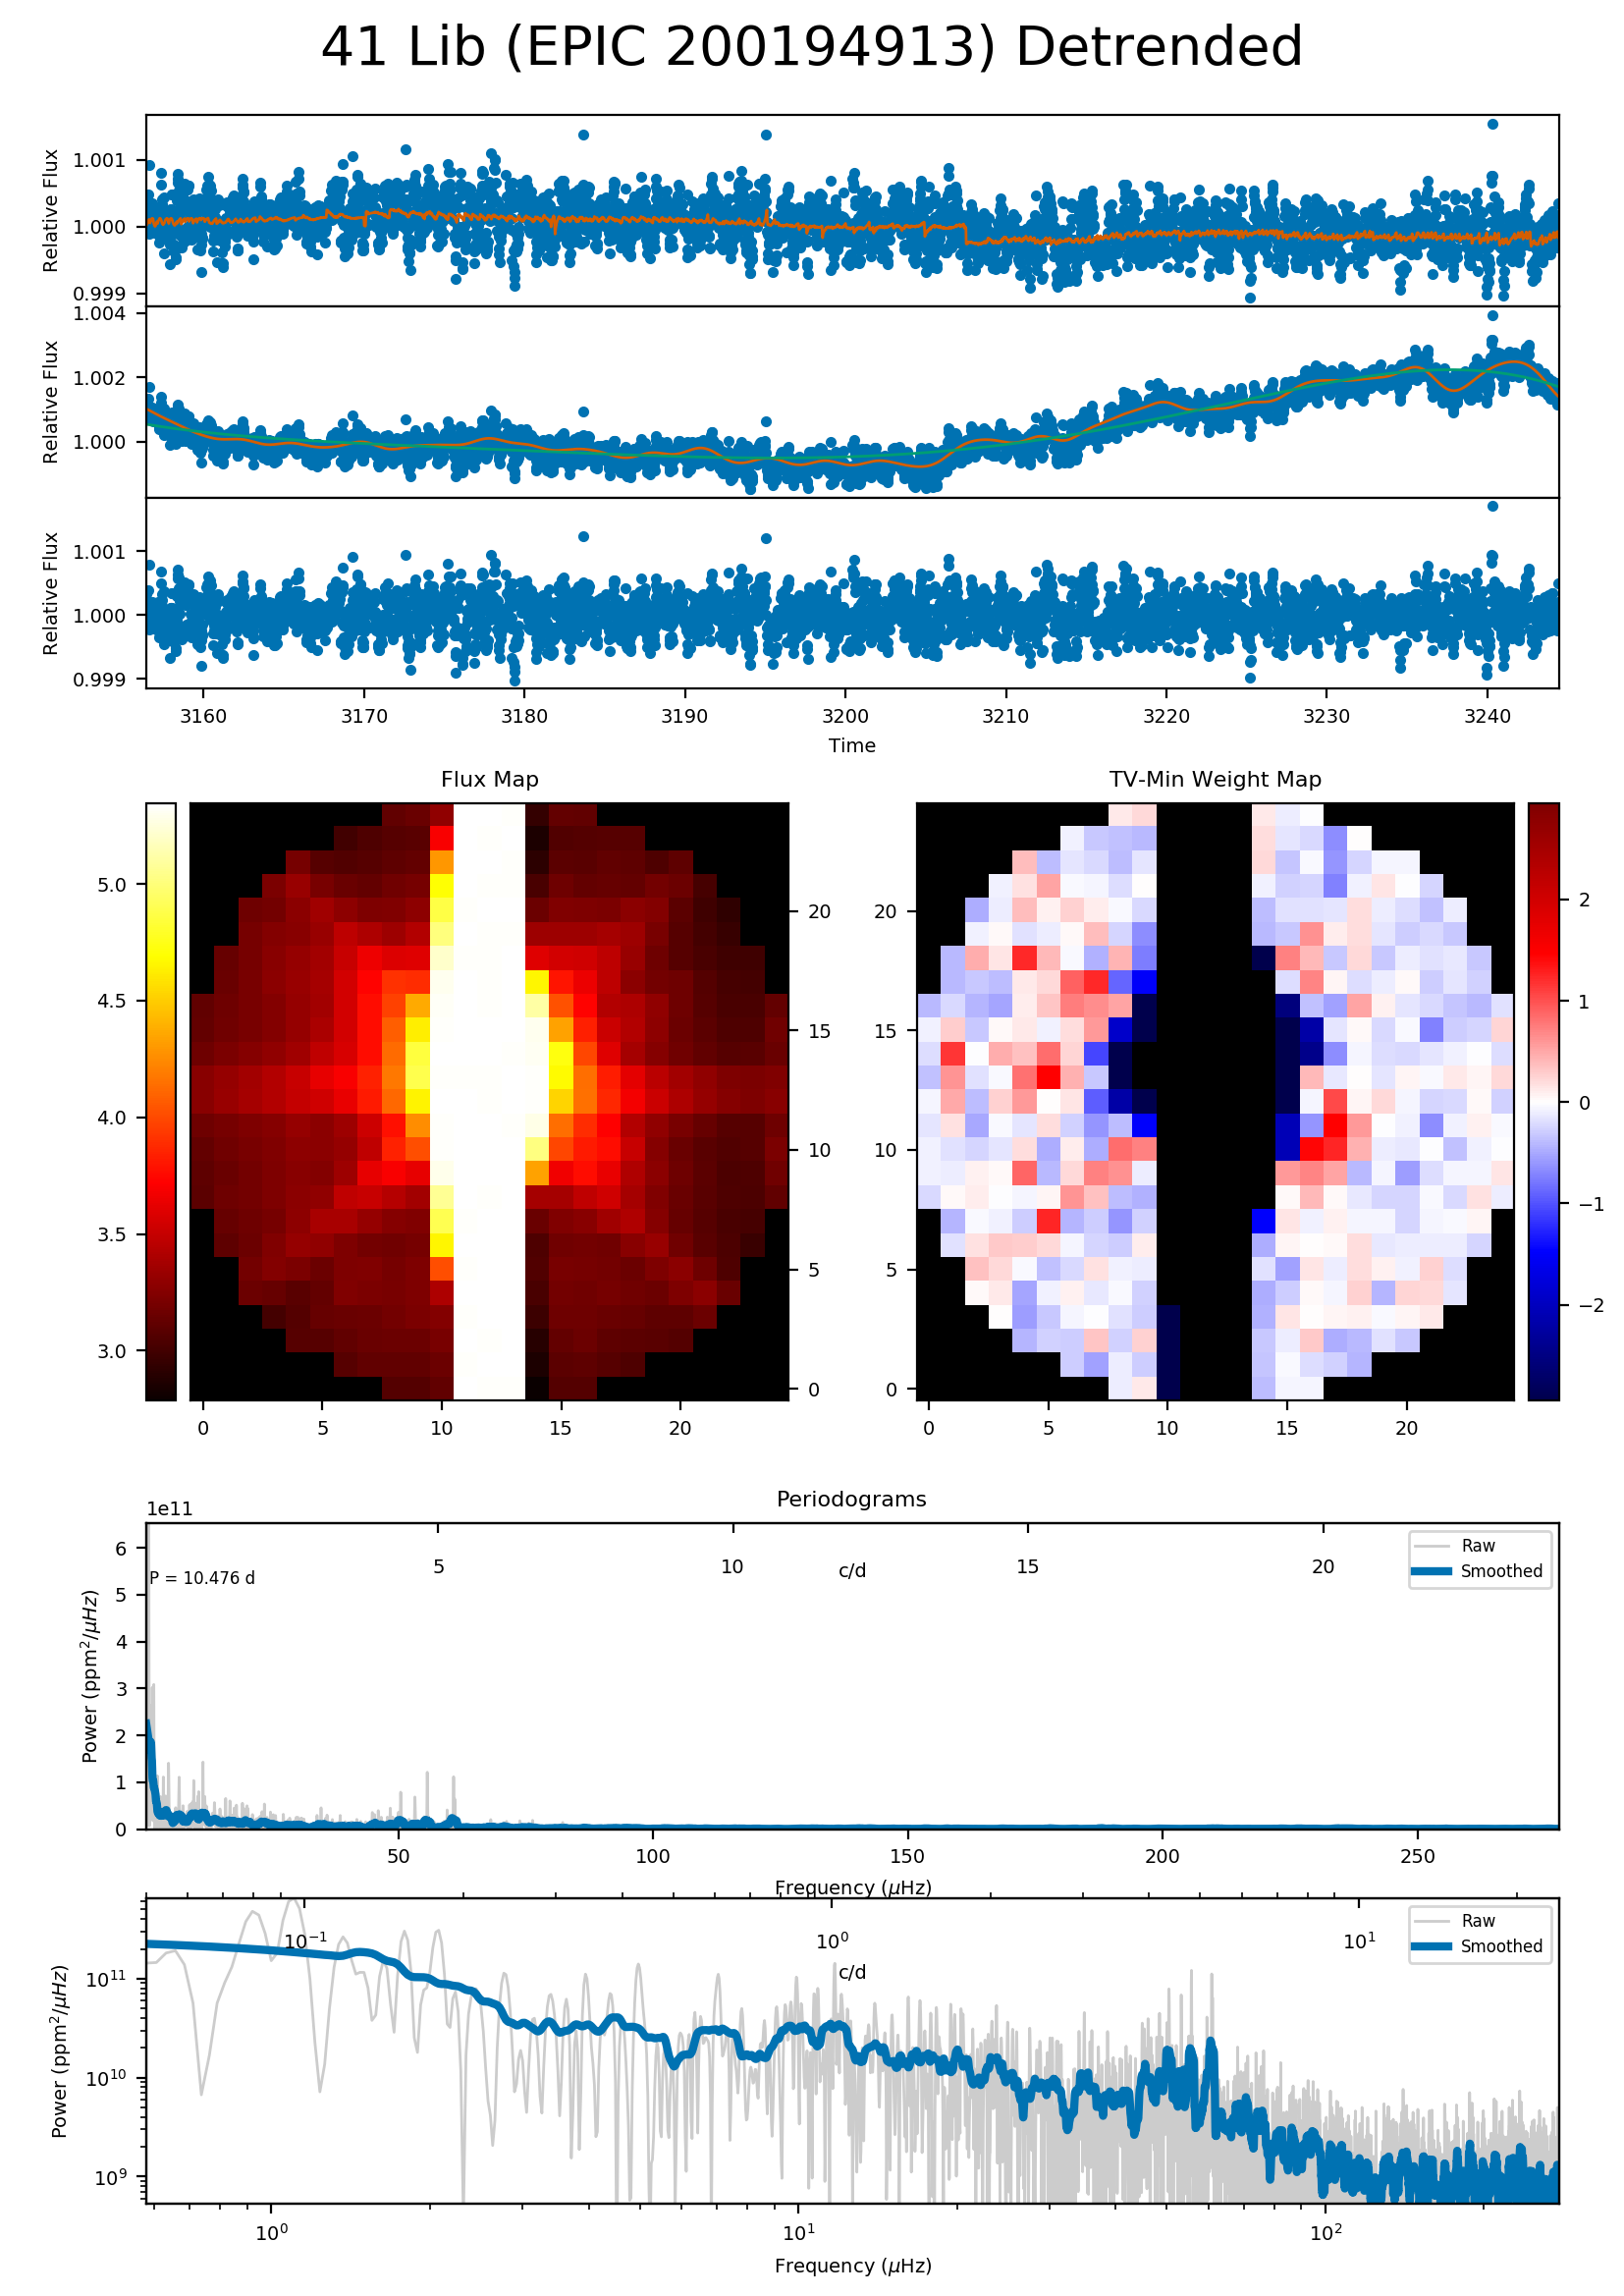 41 Lib (EPIC 200194913) Detrended
Relative Flux
1.001
1.000
0.999
Relative Flux
1.004
1.002
1.000
Relative Flux
1.001
1.000
0.999
3160 3170 3180 3190 3200 3210 3220 3230 3240
Time
Flux Map
5.0
4.5
4.0
3.5
3.0
20
15
10
5
0
0 5 10 15 20
TV-Min Weight Map
20
15
10
5
0
0 5 10 15 20
2
1
0
−1
−2
Periodograms
1e11
Power (ppm²/μHz)
6
5
4
3
2
1
0
P = 10.476 d
5 10 15 20
c/d
Raw
Smoothed
50 100 150 200 250
Frequency (μHz)
Power (ppm²/μHz)
10¹¹
10¹⁰
10⁹
10⁻¹ 10⁰ 10¹
c/d
Raw
Smoothed
10⁰ 10¹ 10²
Frequency (μHz)